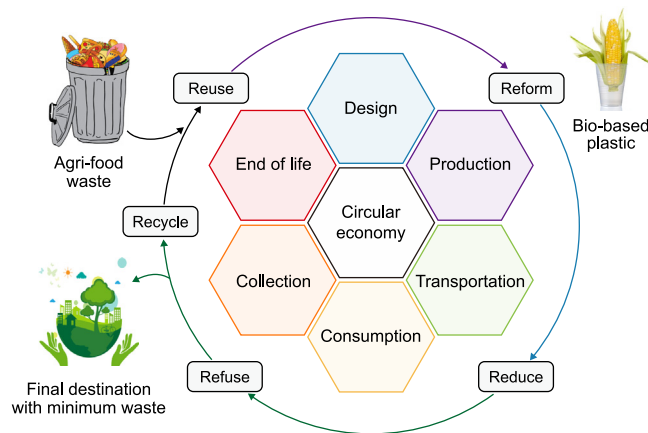 Reuse
Reform
Design
Agri-food
waste
End of life
Production
Bio-based
plastic
Recycle
Circular
economy
Collection
Transportation
Consumption
Final destination
with minimum waste
Refuse
Reduce